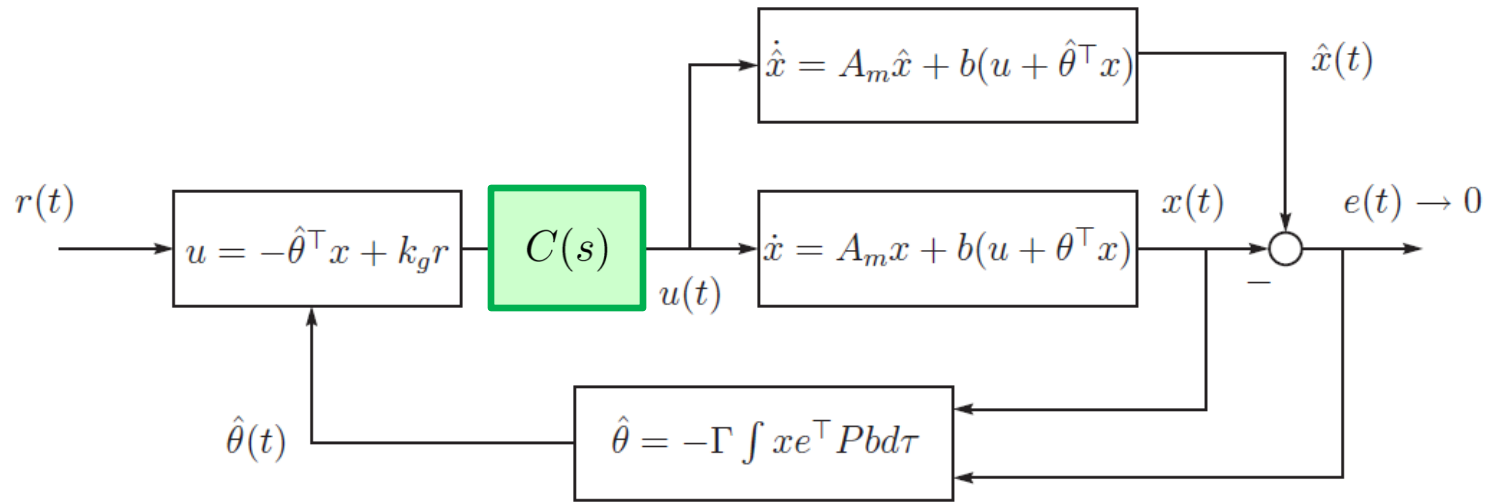 $\dot{\hat{x}} = A_m\hat{x} + b(u + \hat{\theta}^\top x)$
$\hat{x}(t)$
$r(t)$
$u = -\hat{\theta}^\top x + k_g r$
$C(s)$
$u(t)$
$\dot{x} = A_m x + b(u + \theta^\top x)$
$x(t)$
$-$
$e(t) \to 0$
$\hat{\theta}(t)$
$\hat{\theta} = -\Gamma \int x e^\top P b d\tau$